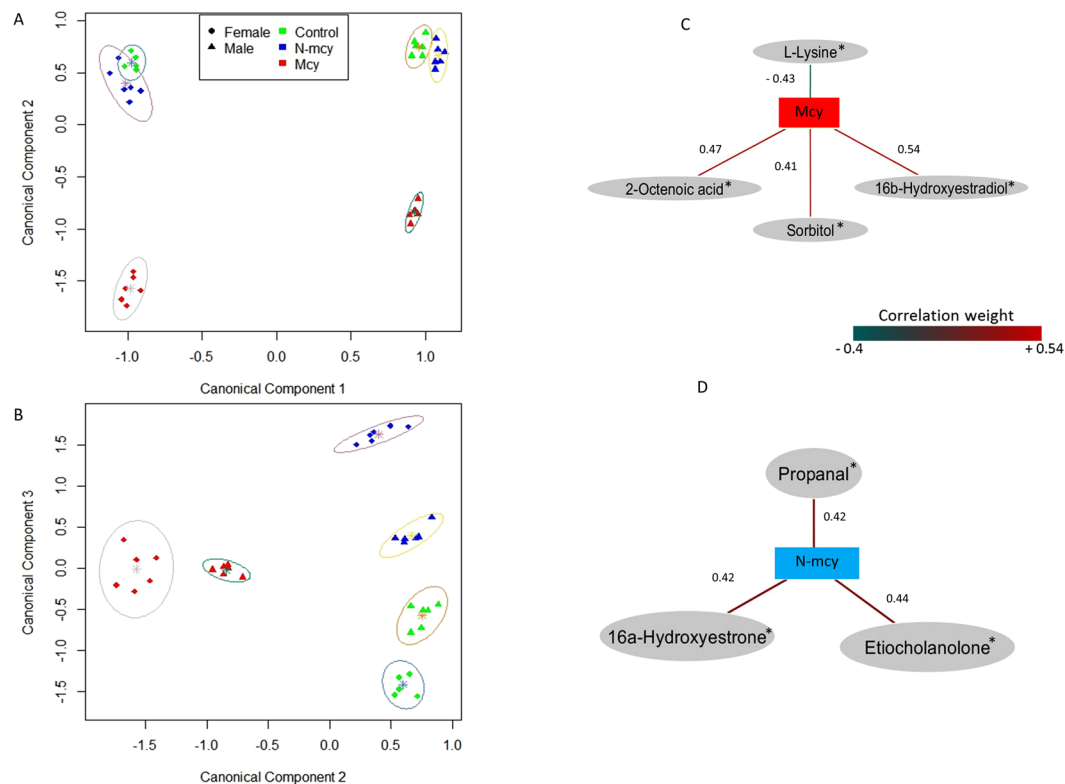 A
Female
Male
Control
N-mcy
Mcy
1.0
0.5
0.0
-0.5
-1.0
-1.5
Canonical Component 2
-1.0
-0.5
0.0
0.5
1.0
Canonical Component 1
B
1.5
1.0
0.5
0.0
-0.5
-1.0
-1.5
Canonical Component 3
-1.5
-1.0
-0.5
0.0
0.5
1.0
Canonical Component 2
C
L-Lysine*
- 0.43
Mcy
0.47
0.41
0.54
2-Octenoic acid*
16b-Hydroxyestradiol*
Sorbitol*
Correlation weight
- 0.4
+ 0.54
D
Propanal*
0.42
N-mcy
0.42
0.44
16a-Hydroxyestrone*
Etiocholanolone*